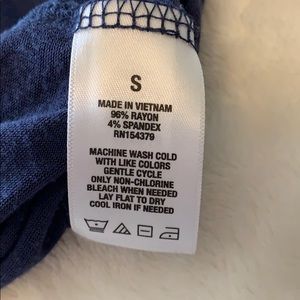 S
MADE IN VIETNAM
96% RAYON
4% SPANDEX
RN154379
MACHINE WASH COLD
WITH LIKE COLORS
GENTLE CYCLE
ONLY NON-CHLORINE
BLEACH WHEN NEEDED
LAY FLAT TO DRY
COOL IRON IF NEEDED